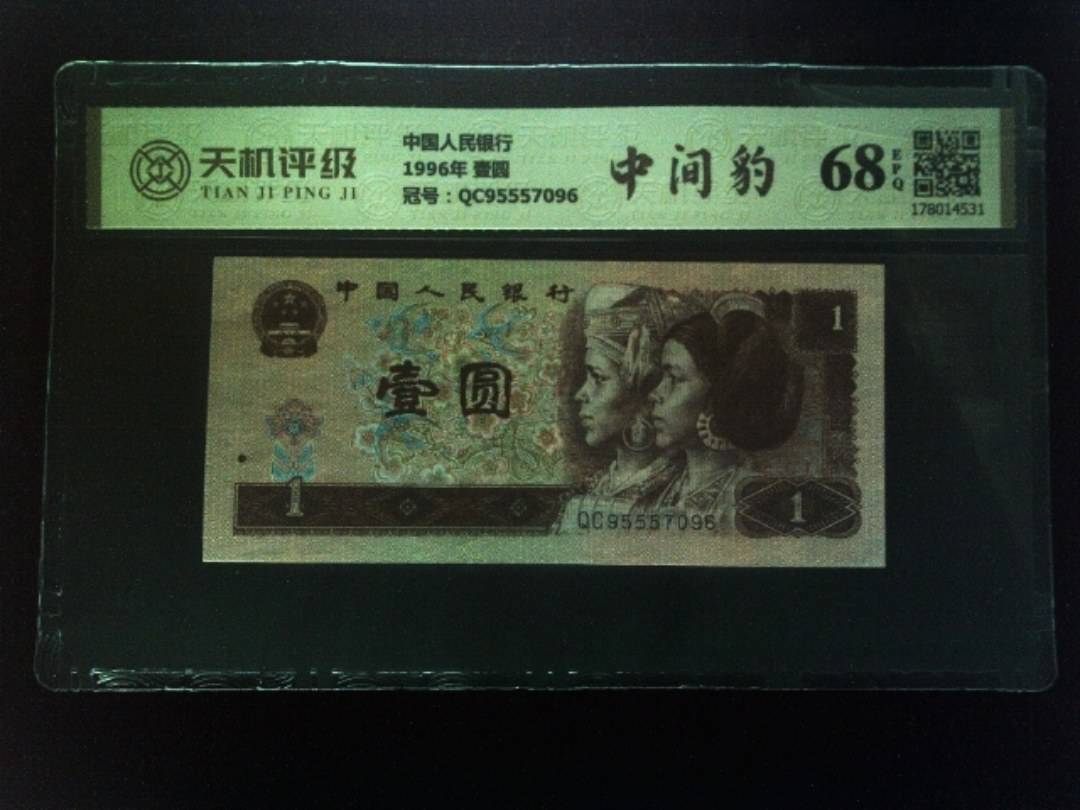 天机评级
TIAN JI PING JI
中国人民银行
1996年 壹圆
冠号：QC95557096
中间豹
68
EPQ
178014531
中国人民银行
1
壹圆
1
QC95557096
1